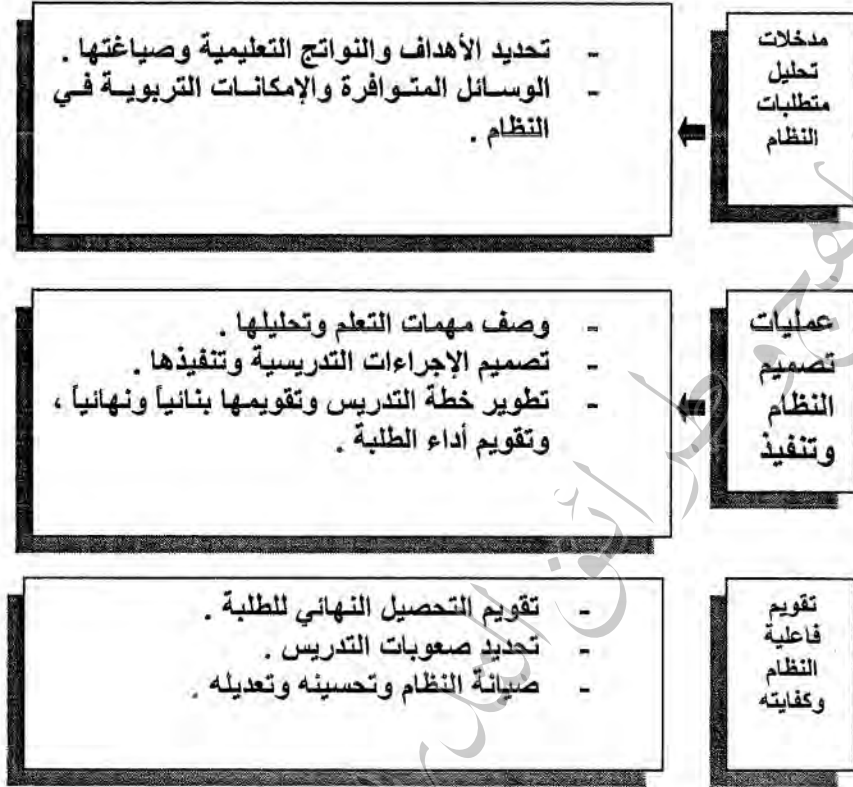 مدخلات
تحليل
متطلبات
النظام
- تحديد الأهداف والنواتج التعليمية وصياغتها .
- الوسائل المتوافرة والإمكانات التربوية في
النظام .
عمليات
تصميم
النظام
وتنفيذ
- وصف مهمات التعلم وتحليلها .
- تصميم الإجراءات التدريسية وتنفيذها .
- تطوير خطة التدريس وتقويمها بنائياً ونهائياً ،
وتقويم أداء الطلبة .
تقويم
فاعلية
النظام
وكفايته
- تقويم التحصيل النهائي للطلبة .
- تحديد صعوبات التدريس .
- صيانة النظام وتحسينه وتعديله .
طرائق